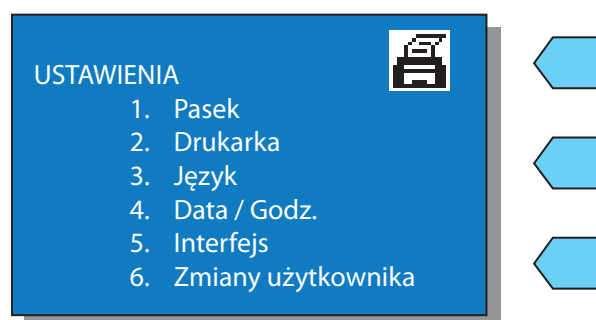 USTAWIENIA
1. Pasek
2. Drukarka
3. Język
4. Data / Godz.
5. Interfejs
6. Zmiany użytkownika